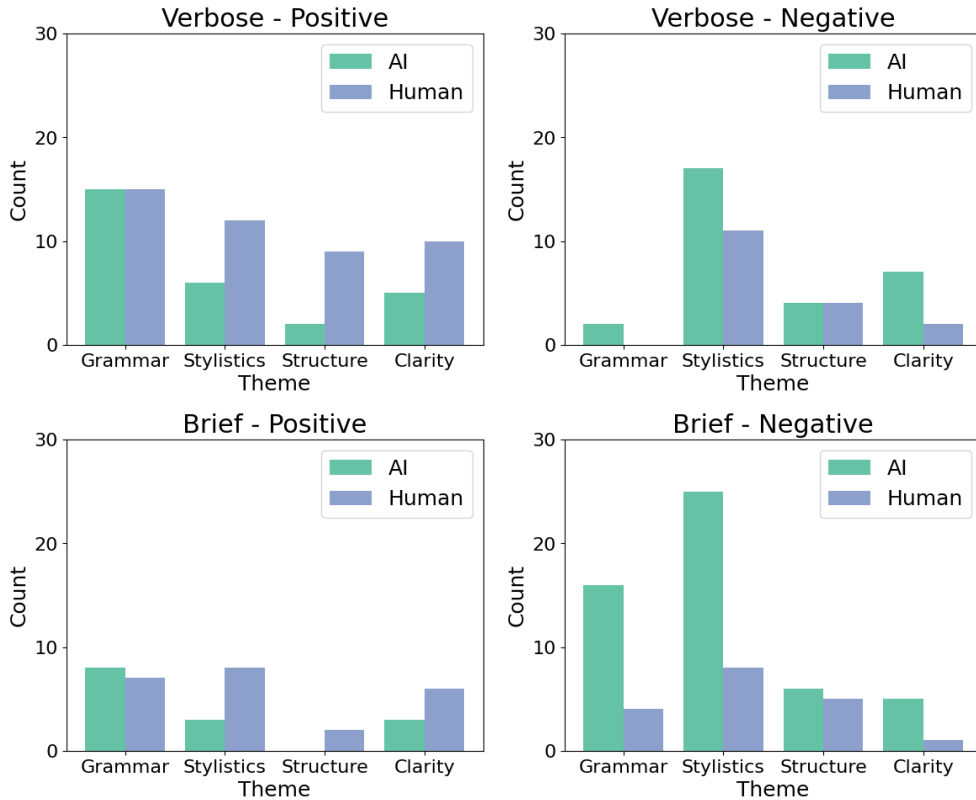 Verbose - Positive
30
20
10
0
Count
AI
Human
Grammar Stylistics Structure Clarity
Theme
Verbose - Negative
30
20
10
0
Count
AI
Human
Grammar Stylistics Structure Clarity
Theme
Brief - Positive
30
20
10
0
Count
AI
Human
Grammar Stylistics Structure Clarity
Theme
Brief - Negative
30
20
10
0
Count
AI
Human
Grammar Stylistics Structure Clarity
Theme